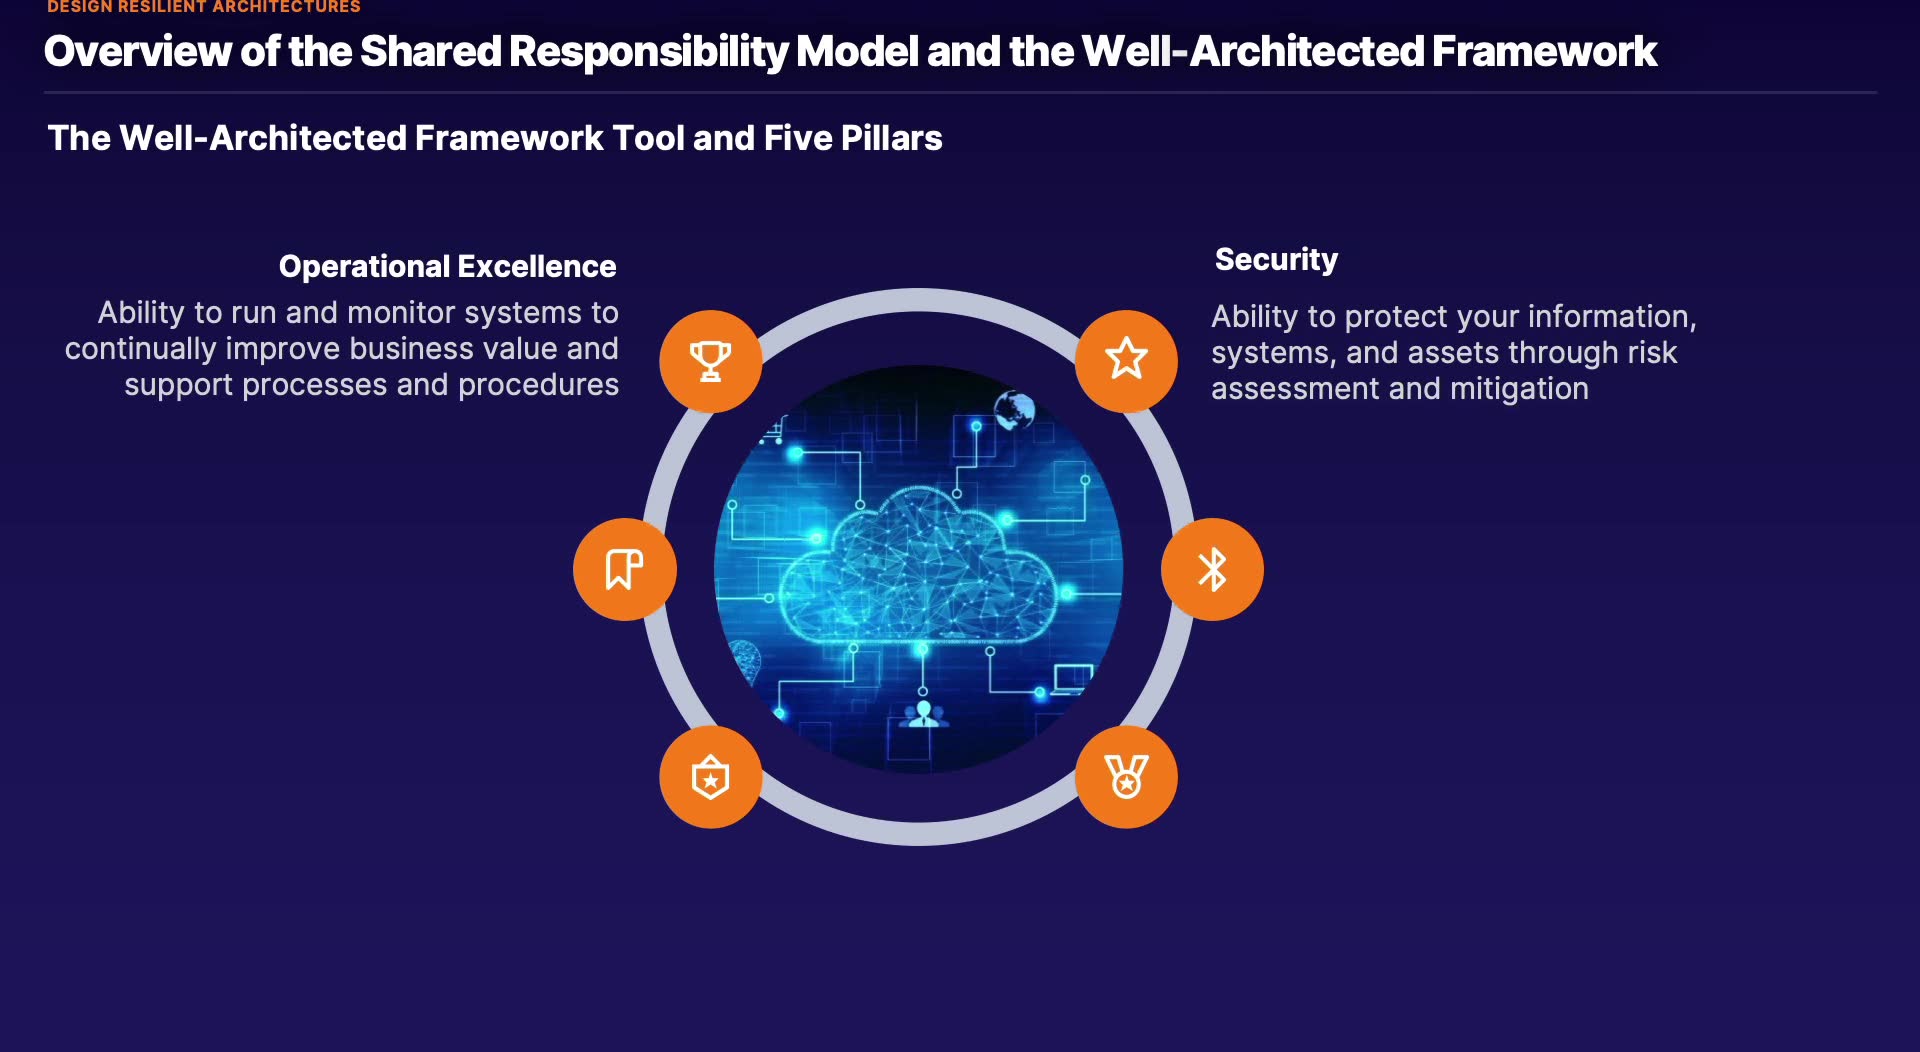 DESIGN RESILIENT ARCHITECTURES
Overview of the Shared Responsibility Model and the Well-Architected Framework
The Well-Architected Framework Tool and Five Pillars
Operational Excellence
Ability to run and monitor systems to
continually improve business value and
support processes and procedures
Security
Ability to protect your information,
systems, and assets through risk
assessment and mitigation